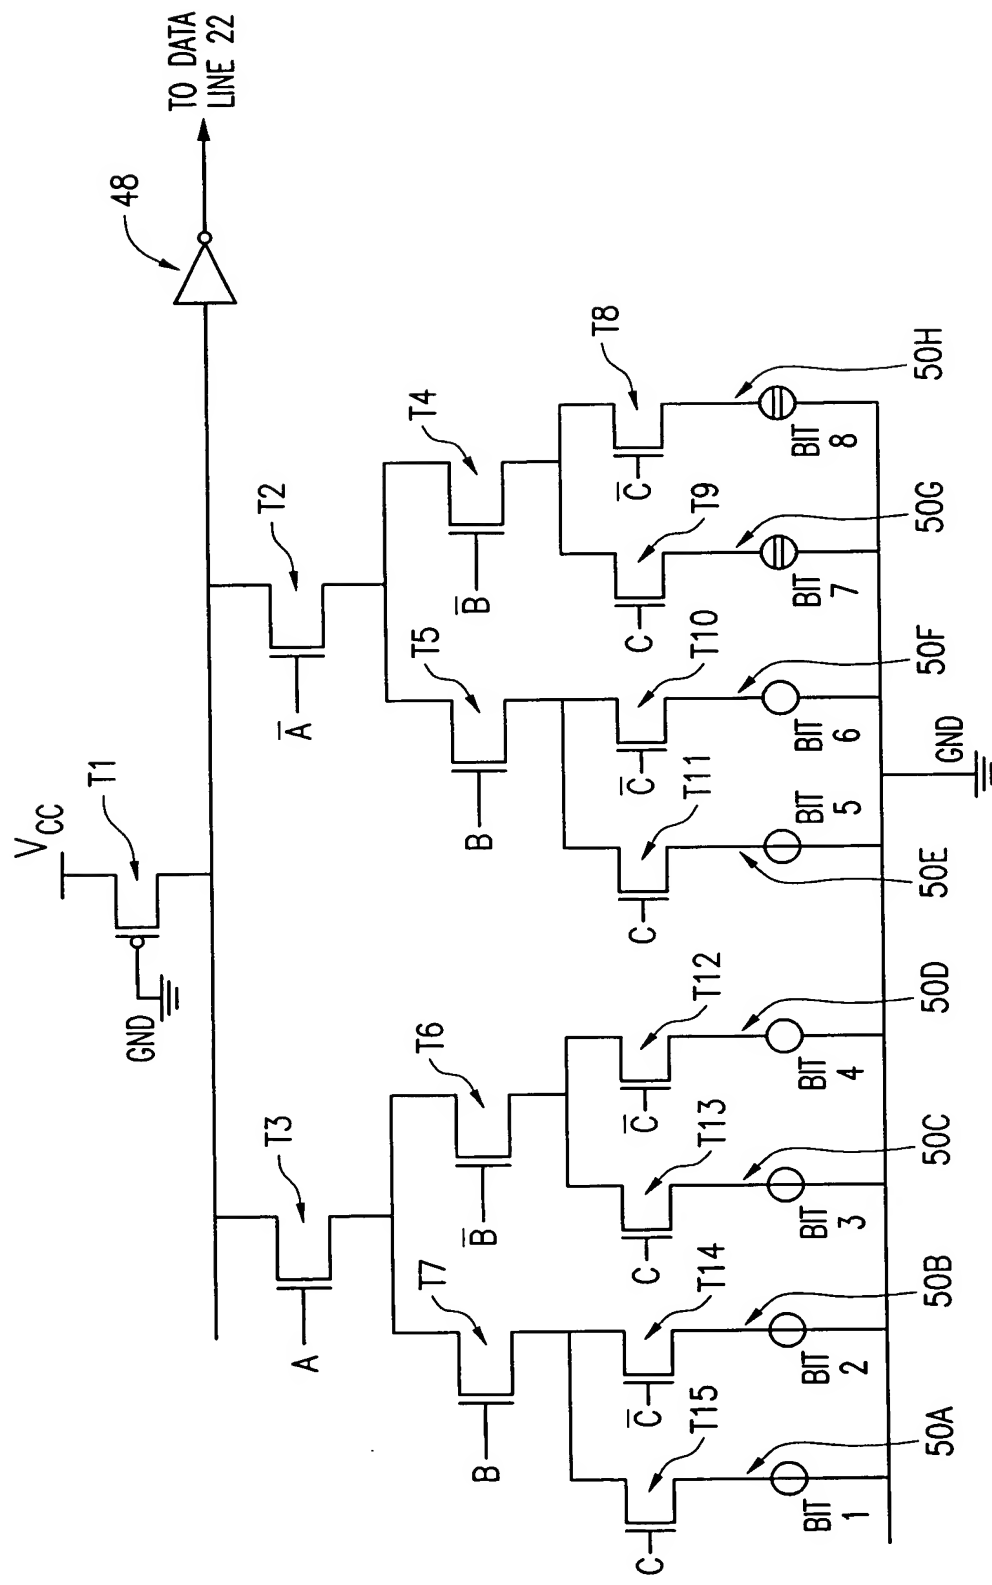 TO DATA
LINE 22
48
VCC
T1
GND
T2
A̅
T3
A
T4
B̅
T5
B
T6
B̅
T7
B
T8
C̅
T9
C
T10
C̅
T11
C
T12
C̅
T13
C
T14
C̅
T15
C
50A
50B
50C
50D
50E
50F
50G
50H
BIT
1
BIT
2
BIT
3
BIT
4
BIT
5
BIT
6
BIT
7
BIT
8
GND